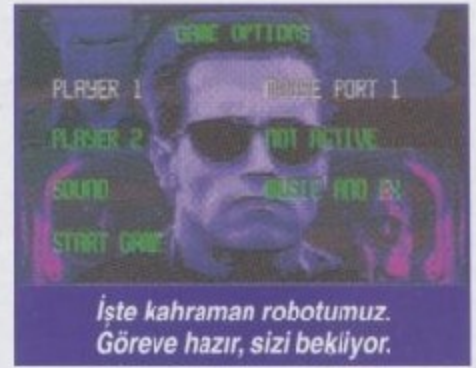 GAME OPTIONS
PLAYER 1 MOUSE PORT 1
PLAYER 2 NOT ACTIVE
SOUND MUSIC AND FX
START GAME
İşte kahraman robotumuz.
Göreve hazır, sizi bekliyor.